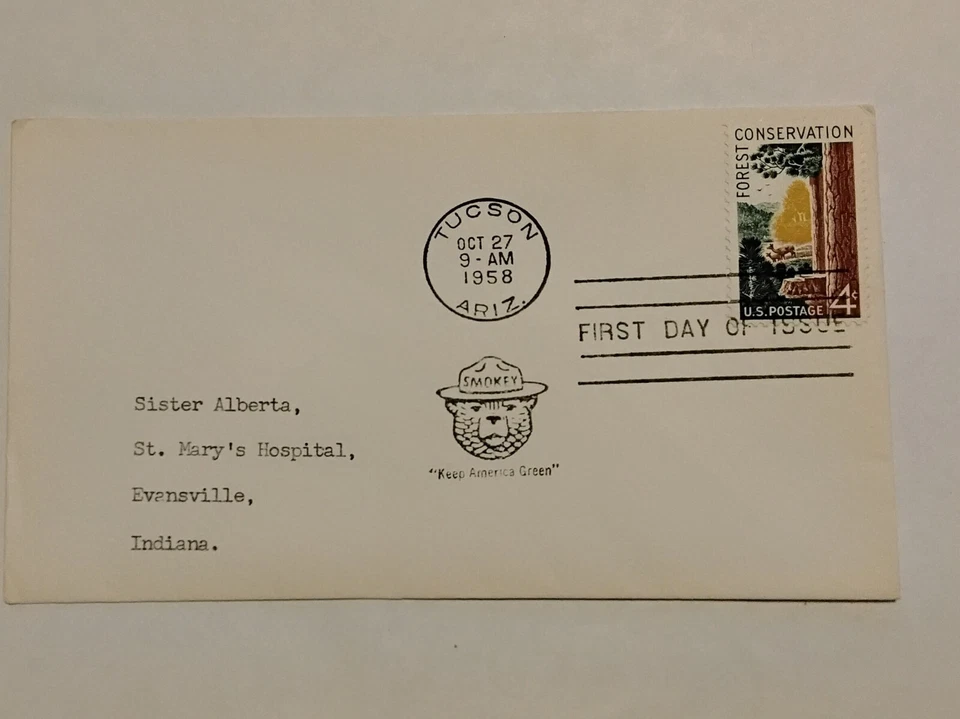 FOREST CONSERVATION
U.S. POSTAGE 4¢
TUCSON
OCT 27
9-AM
1958
ARIZ.
FIRST DAY OF ISSUE
SMOKEY
"Keep America Green"
Sister Alberta,
St. Mary's Hospital,
Evansville,
Indiana.